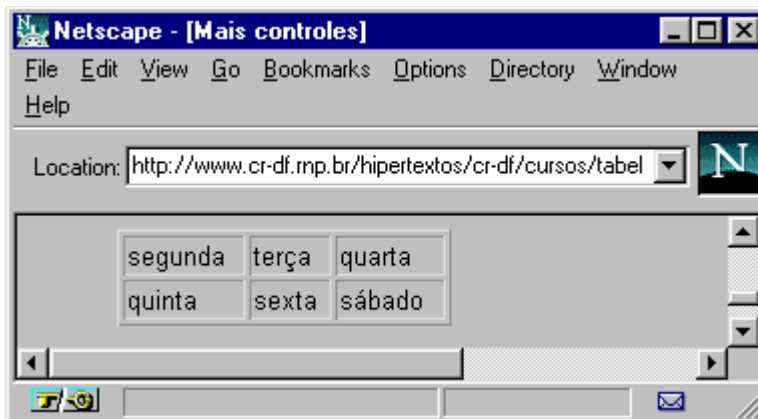 Netscape - [Mais controles]
File Edit View Go Bookmarks Options Directory Window
Help
Location: http://www.cr-df.rnp.br/hipertextos/cr-df/cursos/tabel
N
segunda terça quarta
quinta sexta sábado